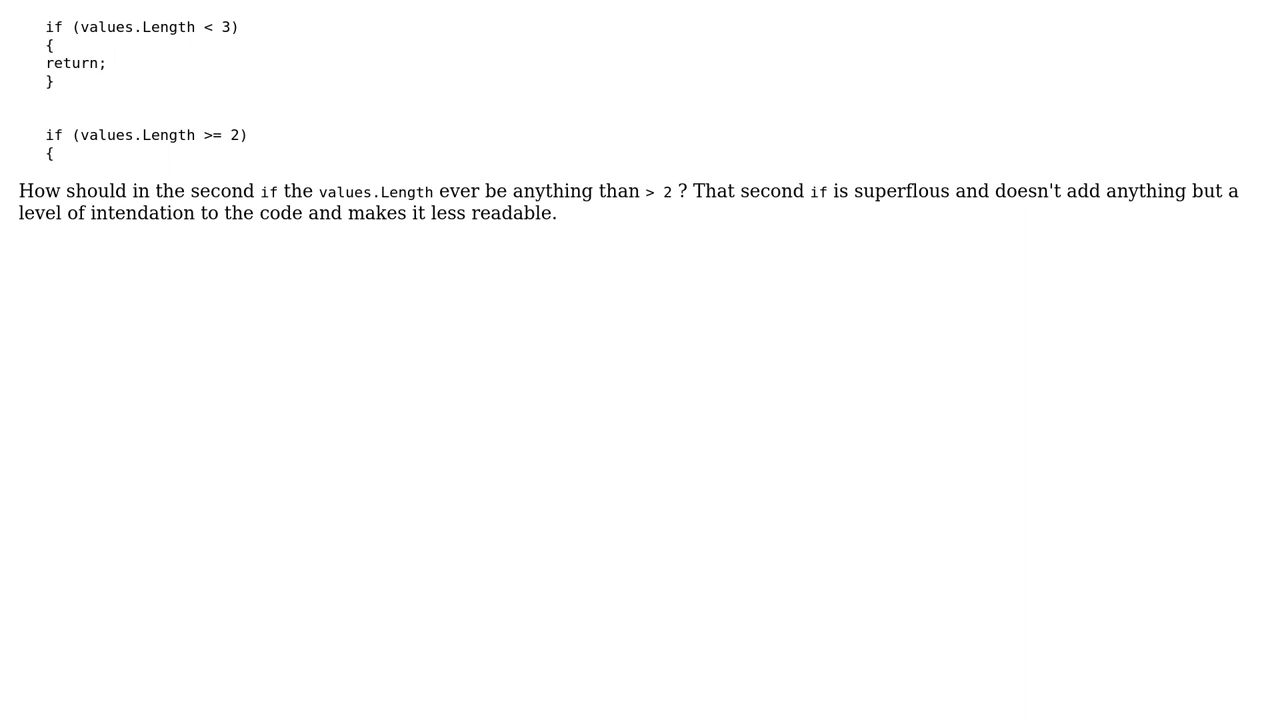 if (values.Length < 3)
{
return;
}
if (values.Length >= 2)
{
How should in the second if the values.Length ever be anything than > 2 ? That second if is superflous and doesn't add anything but a
level of intendation to the code and makes it less readable.